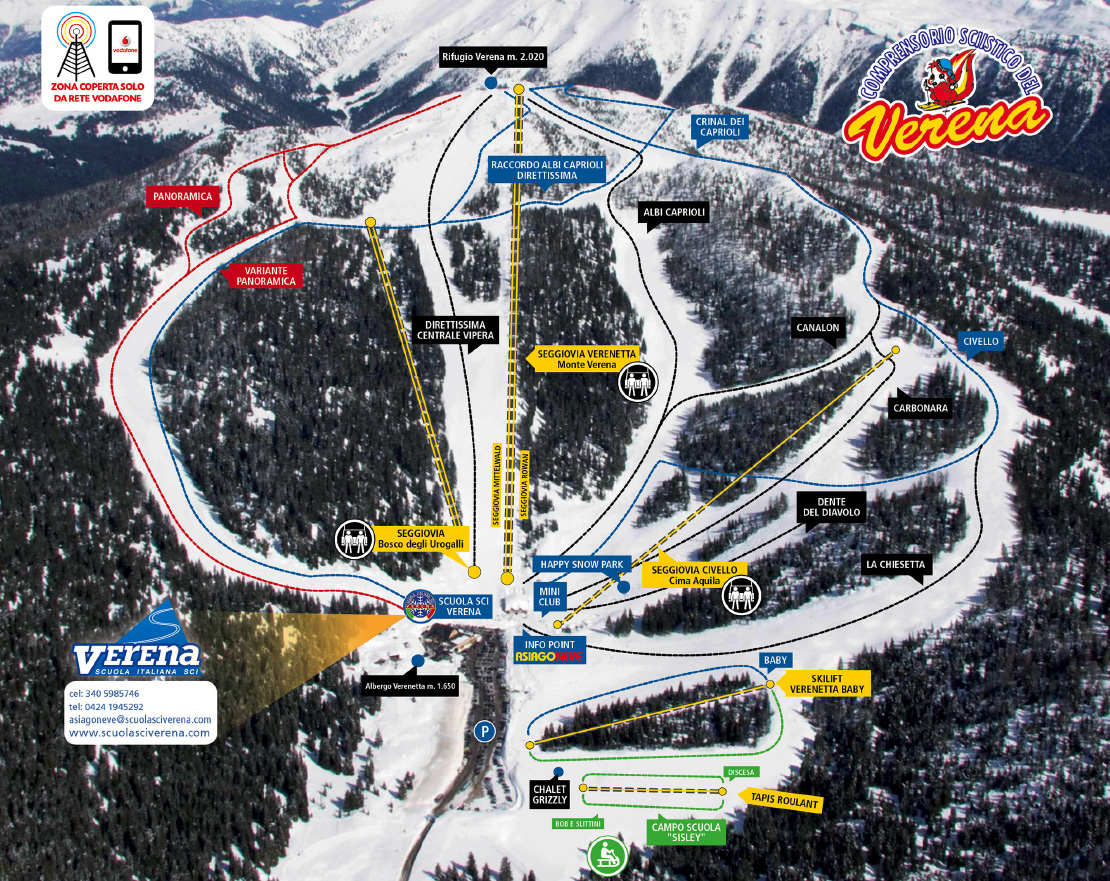 Rifugio Verena m. 2.020
vodafone
ZONA COPERTA SOLO
DA RETE VODAFONE
COMPRENSORIO SCIISTICO DEL
Verena
CRINAL DEI
CAPRIOLI
RACCORDO ALBI CAPRIOLI
DIRETTISSIMA
PANORAMICA
ALBI CAPRIOLI
VARIANTE
PANORAMICA
DIRETTISSIMA
CENTRALE VIPERA
CANALON
CIVELLO
SEGGIOVIA VERENETTA
Monte Verena
CARBONARA
SEGGIOVIA MITTELWALD
SEGGIOVIA ROWAN
DENTE
DEL DIAVOLO
SEGGIOVIA
Bosco degli Urogalli
HAPPY SNOW PARK
SEGGIOVIA CIVELLO
Cima Aquila
LA CHIESETTA
MINI
CLUB
SCUOLA SCI
VERENA
INFO POINT
ASIAGONEVE
VERENA
SCUOLA ITALIANA SCI
cel: 340 5985746
tel: 0424 1945292
asiagoneve@scuolasciverena.com
www.scuolasciverena.com
Albergo Verenetta m. 1.650
BABY
SKILIFT
VERENETTA BABY
P
CHALET
GRIZZLY
DISCESA
TAPIS ROULANT
BOB E SLITTINI
CAMPO SCUOLA
"SISLEY"